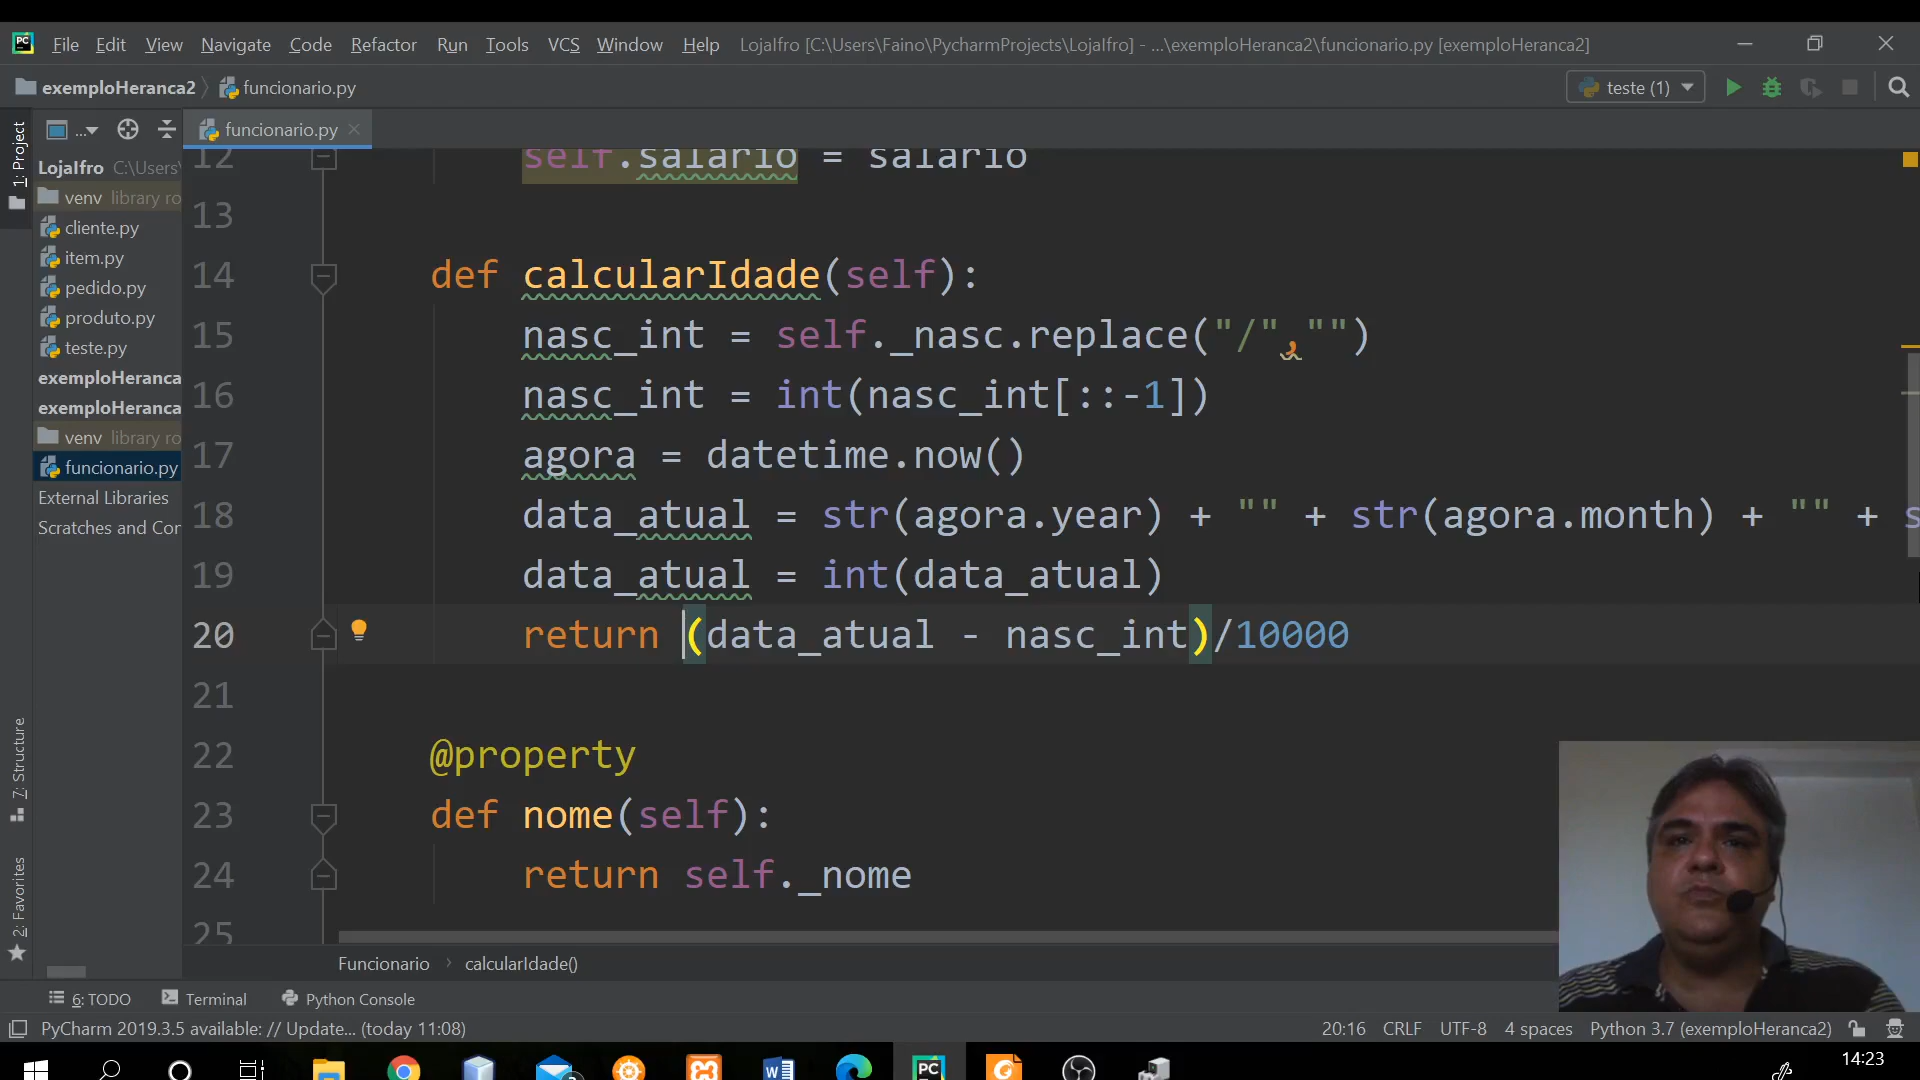 PC File Edit View Navigate Code Refactor Run Tools VCS Window Help LojaIfro [C:\Users\Faino\PycharmProjects\LojaIfro] - ...\exemploHeranca2\funcionario.py [exemploHeranca2]
exemploHeranca2 funcionario.py teste (1)
1: Project
... funcionario.py
LojaIfro C:\Users\
venv library ro
cliente.py
item.py
pedido.py
produto.py
teste.py
exemploHeranca
exemploHeranca
venv library ro
funcionario.py
External Libraries
Scratches and Cor
12 self.salario = salario
13
14 def calcularIdade(self):
15 nasc_int = self._nasc.replace("/","")
16 nasc_int = int(nasc_int[::-1])
17 agora = datetime.now()
18 data_atual = str(agora.year) + "" + str(agora.month) + "" + s
19 data_atual = int(data_atual)
20 return (data_atual - nasc_int)/10000
21
22 @property
23 def nome(self):
24 return self._nome
25
7: Structure
2: Favorites
Funcionario › calcularIdade()
6: TODO Terminal Python Console
PyCharm 2019.3.5 available: // Update... (today 11:08) 20:16 CRLF UTF-8 4 spaces Python 3.7 (exemploHeranca2)
PC 14:23